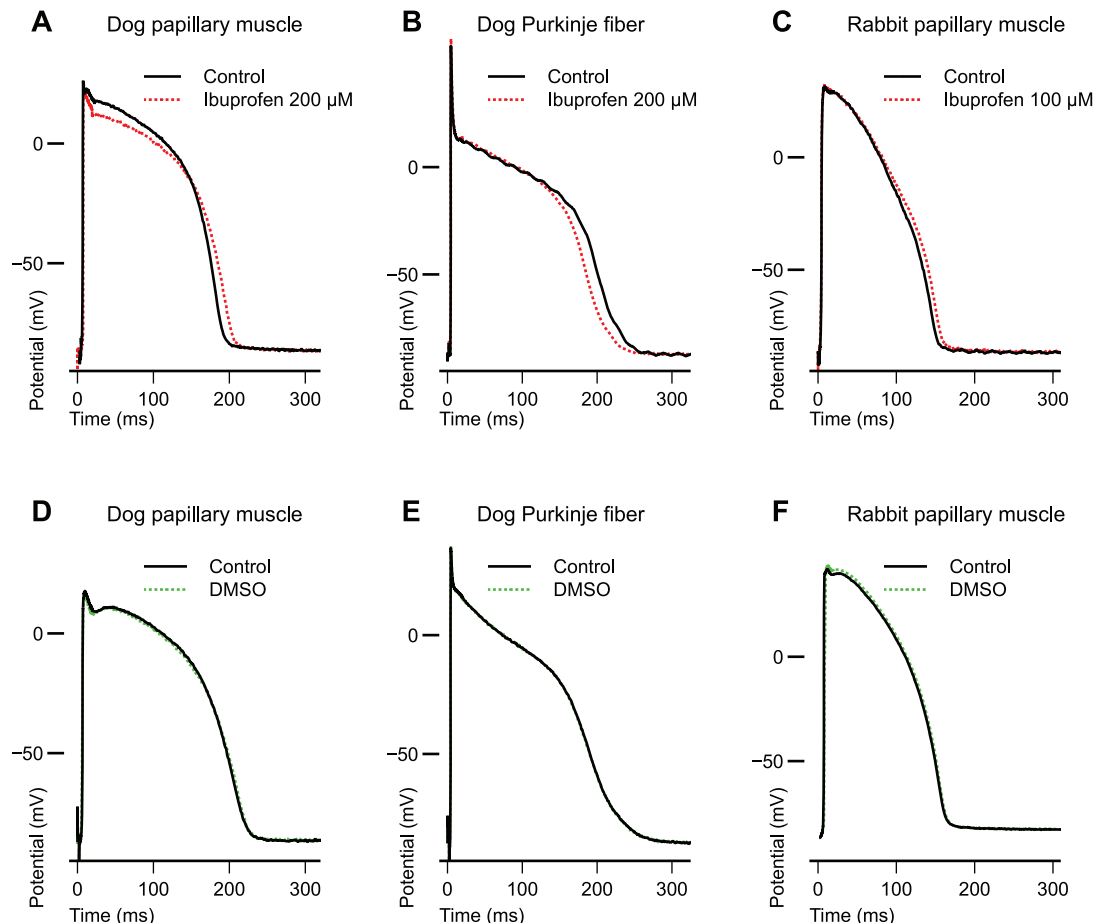 A Dog papillary muscle
Control
Ibuprofen 200 µM
0
−50
Potential (mV)
0 100 200 300
Time (ms)
B Dog Purkinje fiber
Control
Ibuprofen 200 µM
0
−50
Potential (mV)
0 100 200 300
Time (ms)
C Rabbit papillary muscle
Control
Ibuprofen 100 µM
0
−50
Potential (mV)
0 100 200 300
Time (ms)
D Dog papillary muscle
Control
DMSO
0
−50
Potential (mV)
0 100 200 300
Time (ms)
E Dog Purkinje fiber
Control
DMSO
0
−50
Potential (mV)
0 100 200 300
Time (ms)
F Rabbit papillary muscle
Control
DMSO
0
−50
Potential (mV)
0 100 200 300
Time (ms)